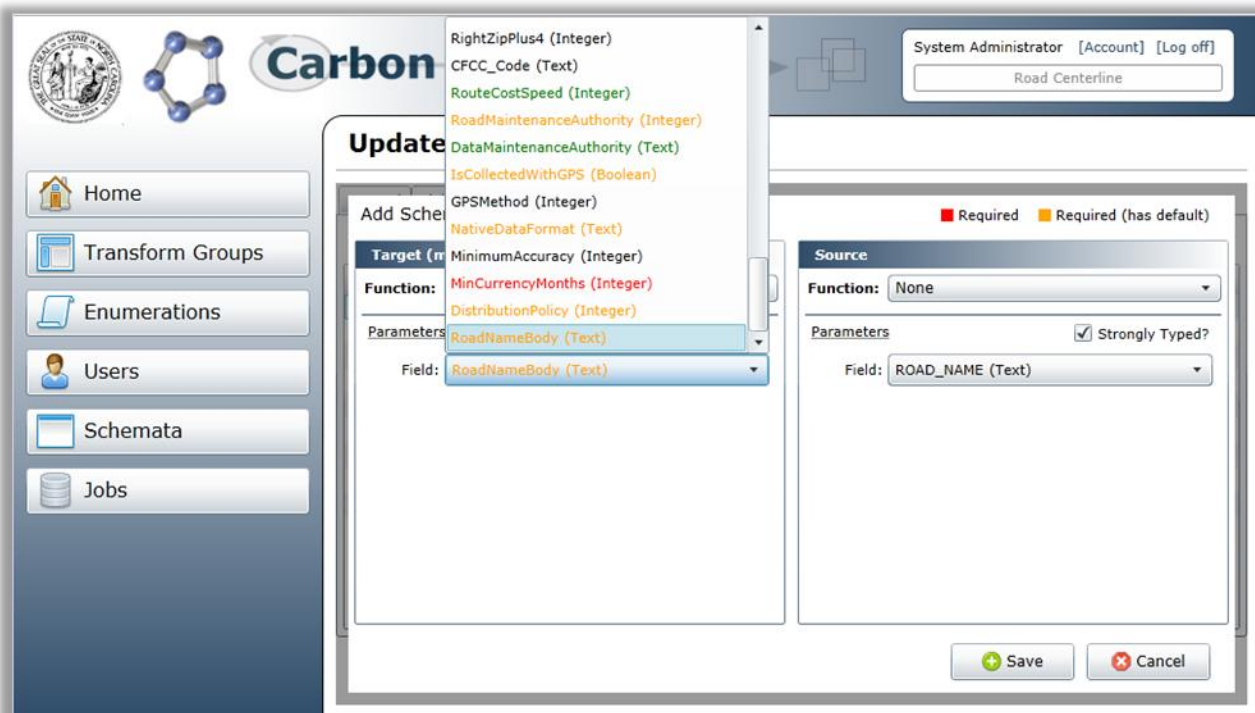 Carbon
System Administrator [Account] [Log off]
Road Centerline
Home
Transform Groups
Enumerations
Users
Schemata
Jobs
Update
Add Schem
Required
Required (has default)
Target (m
Function:
Parameters
RightZipPlus4 (Integer)
CFCC_Code (Text)
RouteCostSpeed (Integer)
RoadMaintenanceAuthority (Integer)
DataMaintenanceAuthority (Text)
IsCollectedWithGPS (Boolean)
GPSMethod (Integer)
NativeDataFormat (Text)
MinimumAccuracy (Integer)
MinCurrencyMonths (Integer)
DistributionPolicy (Integer)
RoadNameBody (Text)
Field: RoadNameBody (Text)
Source
Function: None
Parameters
Strongly Typed?
Field: ROAD_NAME (Text)
Save
Cancel